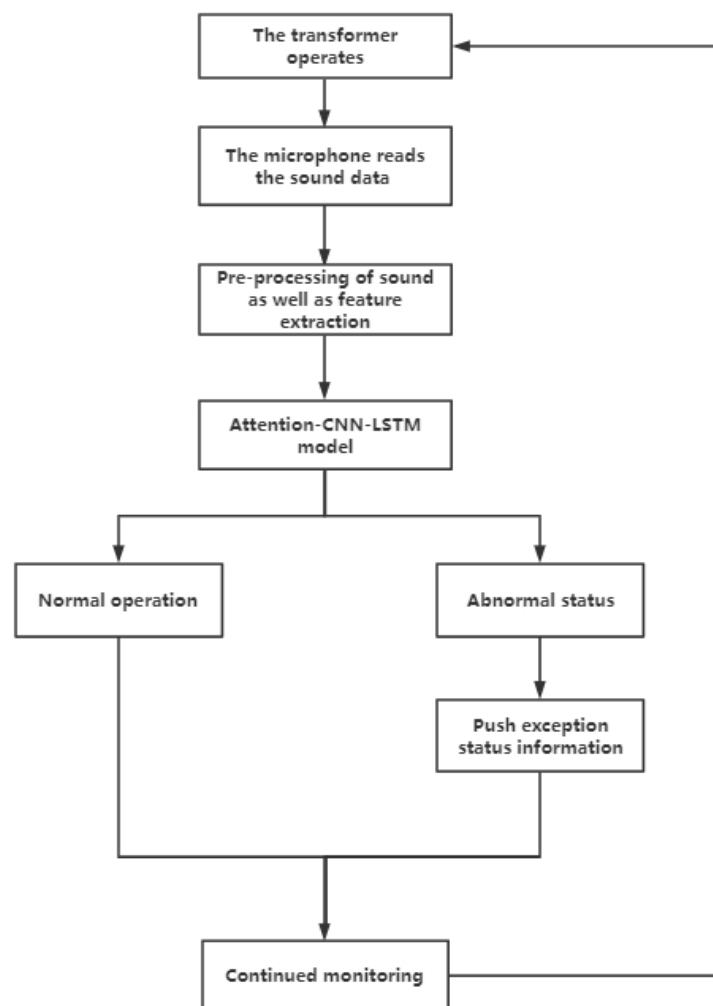 The transformer
operates
The microphone reads
the sound data
Pre-processing of sound
as well as feature
extraction
Attention-CNN-LSTM
model
Normal operation
Abnormal status
Push exception
status information
Continued monitoring